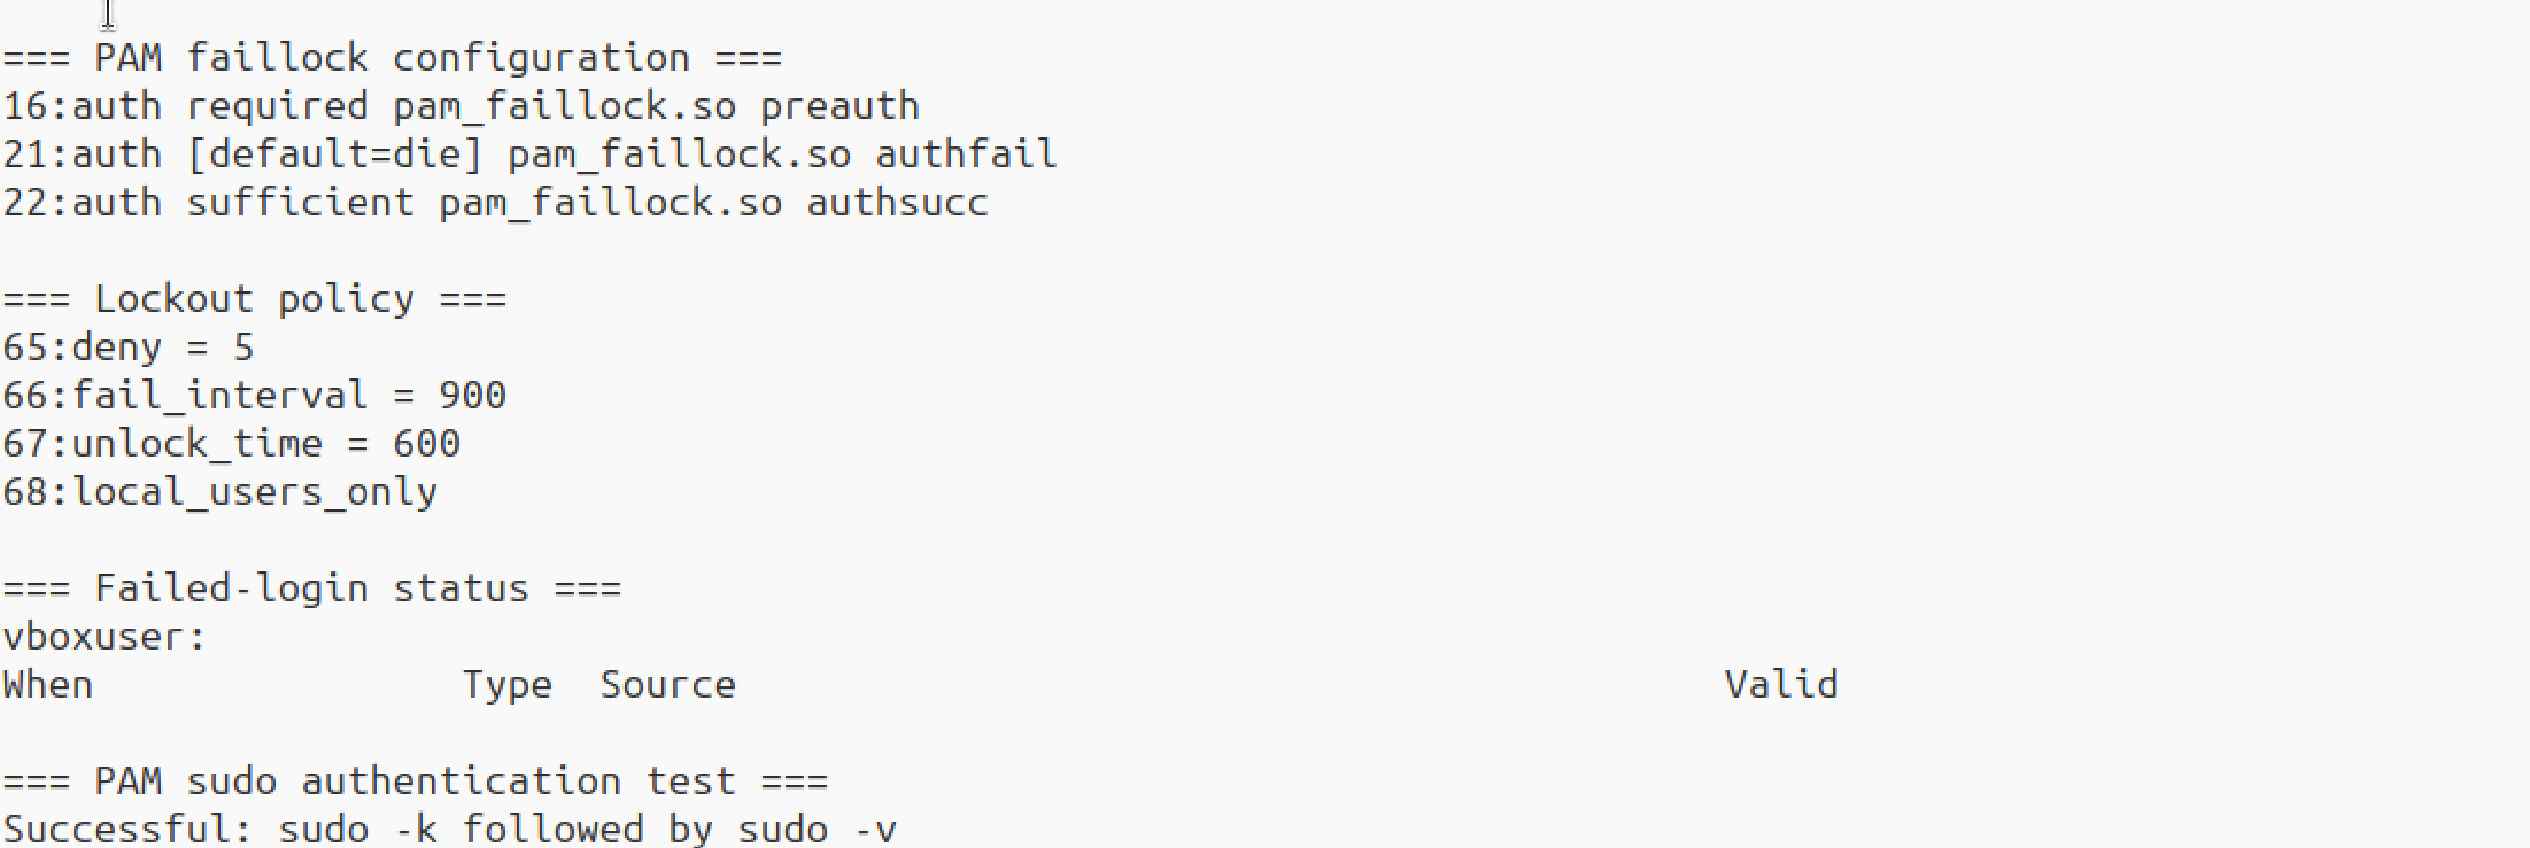 === PAM faillock configuration ===
16:auth required pam_faillock.so preauth
21:auth [default=die] pam_faillock.so authfail
22:auth sufficient pam_faillock.so authsucc
=== Lockout policy ===
65:deny = 5
66:fail_interval = 900
67:unlock_time = 600
68:local_users_only
=== Failed-login status ===
vboxuser:
When Type Source Valid
=== PAM sudo authentication test ===
Successful: sudo -k followed by sudo -v